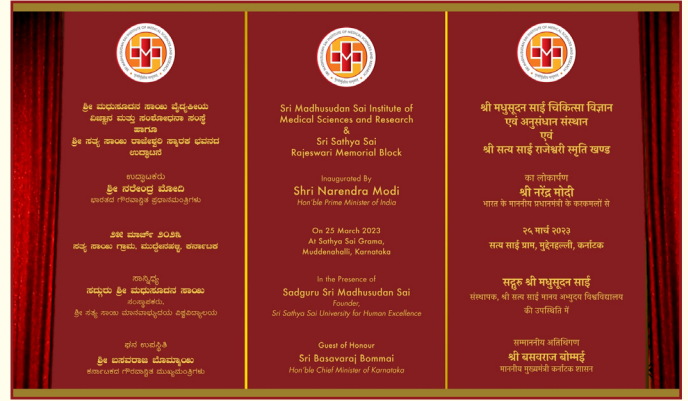 ಶ್ರೀ ಮಧುಸೂದನ ಸಾಯಿ ವೈದ್ಯಕೀಯ
ವಿಜ್ಞಾನ ಮತ್ತು ಸಂಶೋಧನಾ ಸಂಸ್ಥೆ
ಹಾಗೂ
ಶ್ರೀ ಸತ್ಯ ಸಾಯಿ ರಾಜೇಶ್ವರಿ ಸ್ಮಾರಕ ಭವನದ
ಉದ್ಘಾಟನೆ
ಉದ್ಘಾಟಕರು
ಶ್ರೀ ನರೇಂದ್ರ ಮೋದಿ
ಭಾರತದ ಗೌರವಾನ್ವಿತ ಪ್ರಧಾನಮಂತ್ರಿಗಳು
೨೫ ಮಾರ್ಚ್ ೨೦೨೩
ಸತ್ಯ ಸಾಯಿ ಗ್ರಾಮ, ಮುದ್ದೇನಹಳ್ಳಿ, ಕರ್ನಾಟಕ
ಸಾನ್ನಿಧ್ಯ
ಸದ್ಗುರು ಶ್ರೀ ಮಧುಸೂದನ ಸಾಯಿ
ಸಂಸ್ಥಾಪಕರು,
ಶ್ರೀ ಸತ್ಯ ಸಾಯಿ ಮಾನವಾಭ್ಯುದಯ ವಿಶ್ವವಿದ್ಯಾಲಯ
ಘನ ಉಪಸ್ಥಿತಿ
ಶ್ರೀ ಬಸವರಾಜ ಬೊಮ್ಮಾಯಿ
ಕರ್ನಾಟಕದ ಗೌರವಾನ್ವಿತ ಮುಖ್ಯಮಂತ್ರಿಗಳು
Sri Madhusudan Sai Institute of
Medical Sciences and Research
&
Sri Sathya Sai
Rajeswari Memorial Block
Inaugurated By
Shri Narendra Modi
Hon'ble Prime Minister of India
On 25 March 2023
At Sathya Sai Grama,
Muddenahalli, Karnataka
In the Presence of
Sadguru Sri Madhusudan Sai
Founder,
Sri Sathya Sai University for Human Excellence
Guest of Honour
Sri Basavaraj Bommai
Hon'ble Chief Minister of Karnataka
श्री मधुसूदन साई चिकित्सा विज्ञान
एवं अनुसंधान संस्थान
एवं
श्री सत्य साई राजेश्वरी स्मृति खण्ड
का लोकार्पण
श्री नरेंद्र मोदी
भारत के माननीय प्रधानमंत्री के करकमलों से
२५ मार्च २०२३
सत्य साई ग्राम, मुद्देनहल्ली, कर्नाटक
सद्गुरु श्री मधुसूदन साई
संस्थापक, श्री सत्य साई मानव अभ्युदय विश्वविद्यालय
की उपस्थिति में
सम्माननीय अतिथिगण
श्री बसवराज बोम्मई
माननीय मुख्यमंत्री कर्नाटक शासन